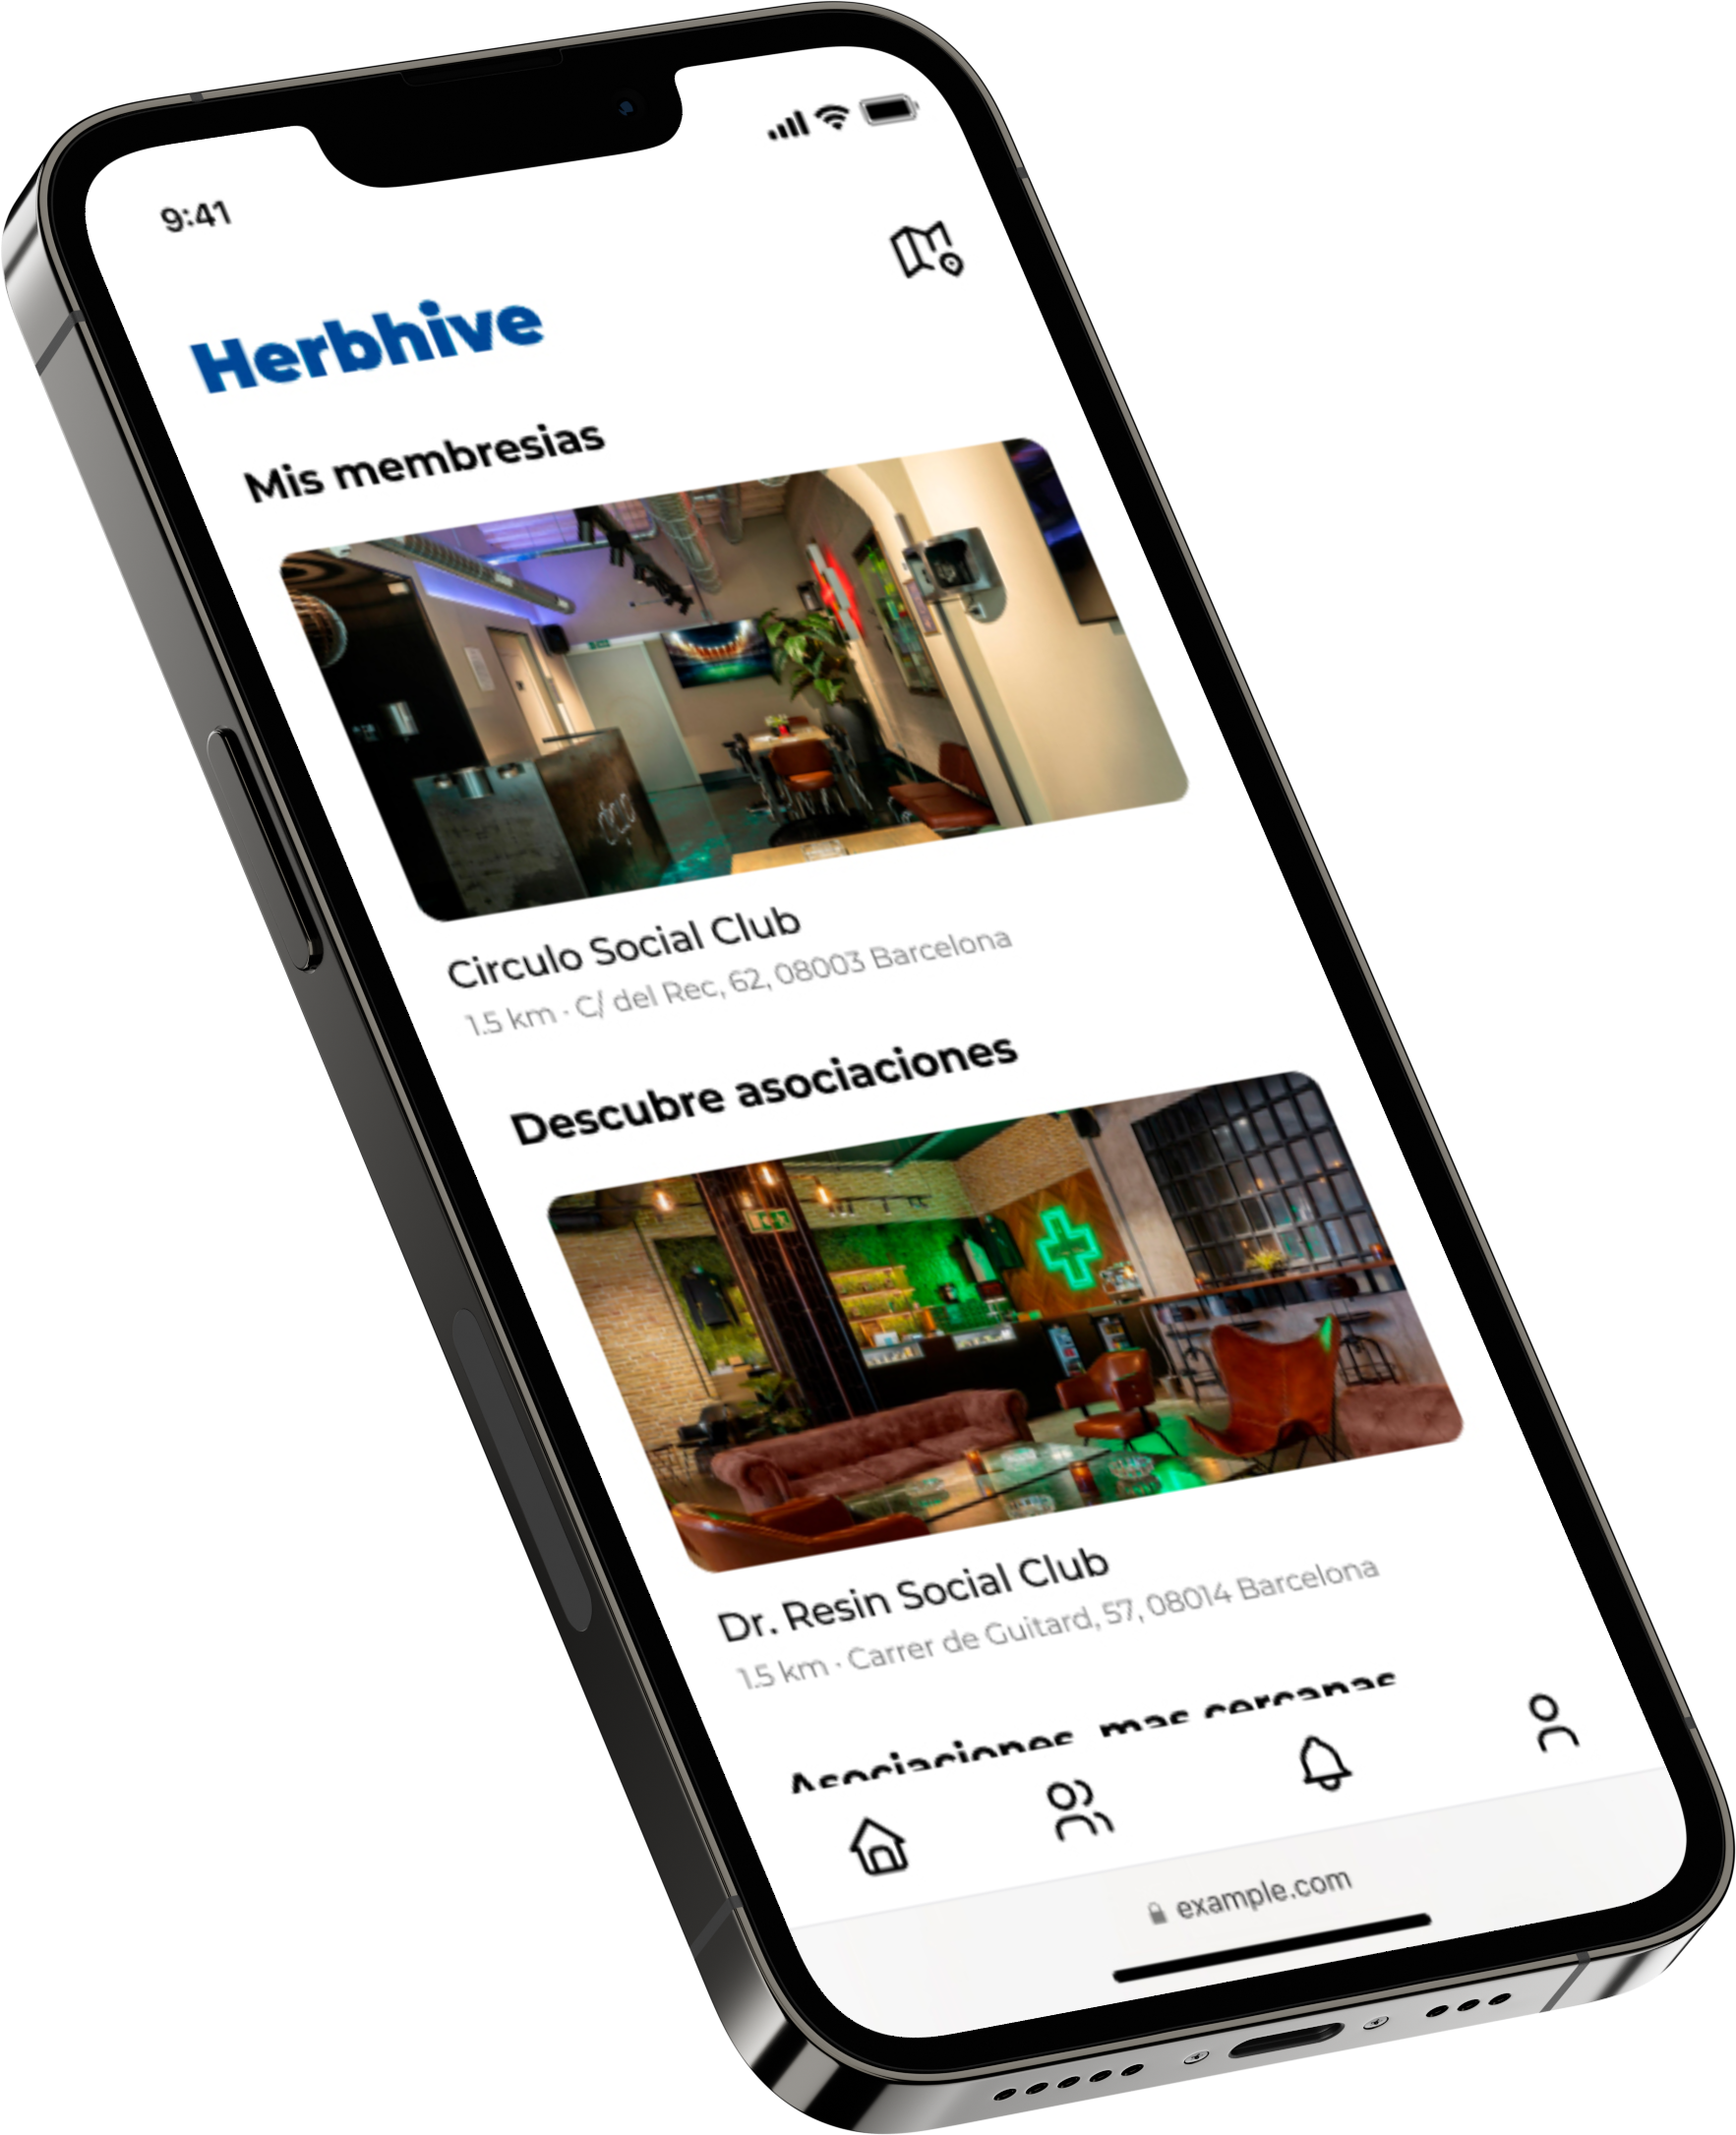 9:41
Herbhive
Mis membresias
Circulo Social Club
1.5 km · C/ del Rec, 62, 08003 Barcelona
Descubre asociaciones
Dr. Resin Social Club
1.5 km · Carrer de Guitard, 57, 08014 Barcelona
Asociaciones mas cercanas
example.com